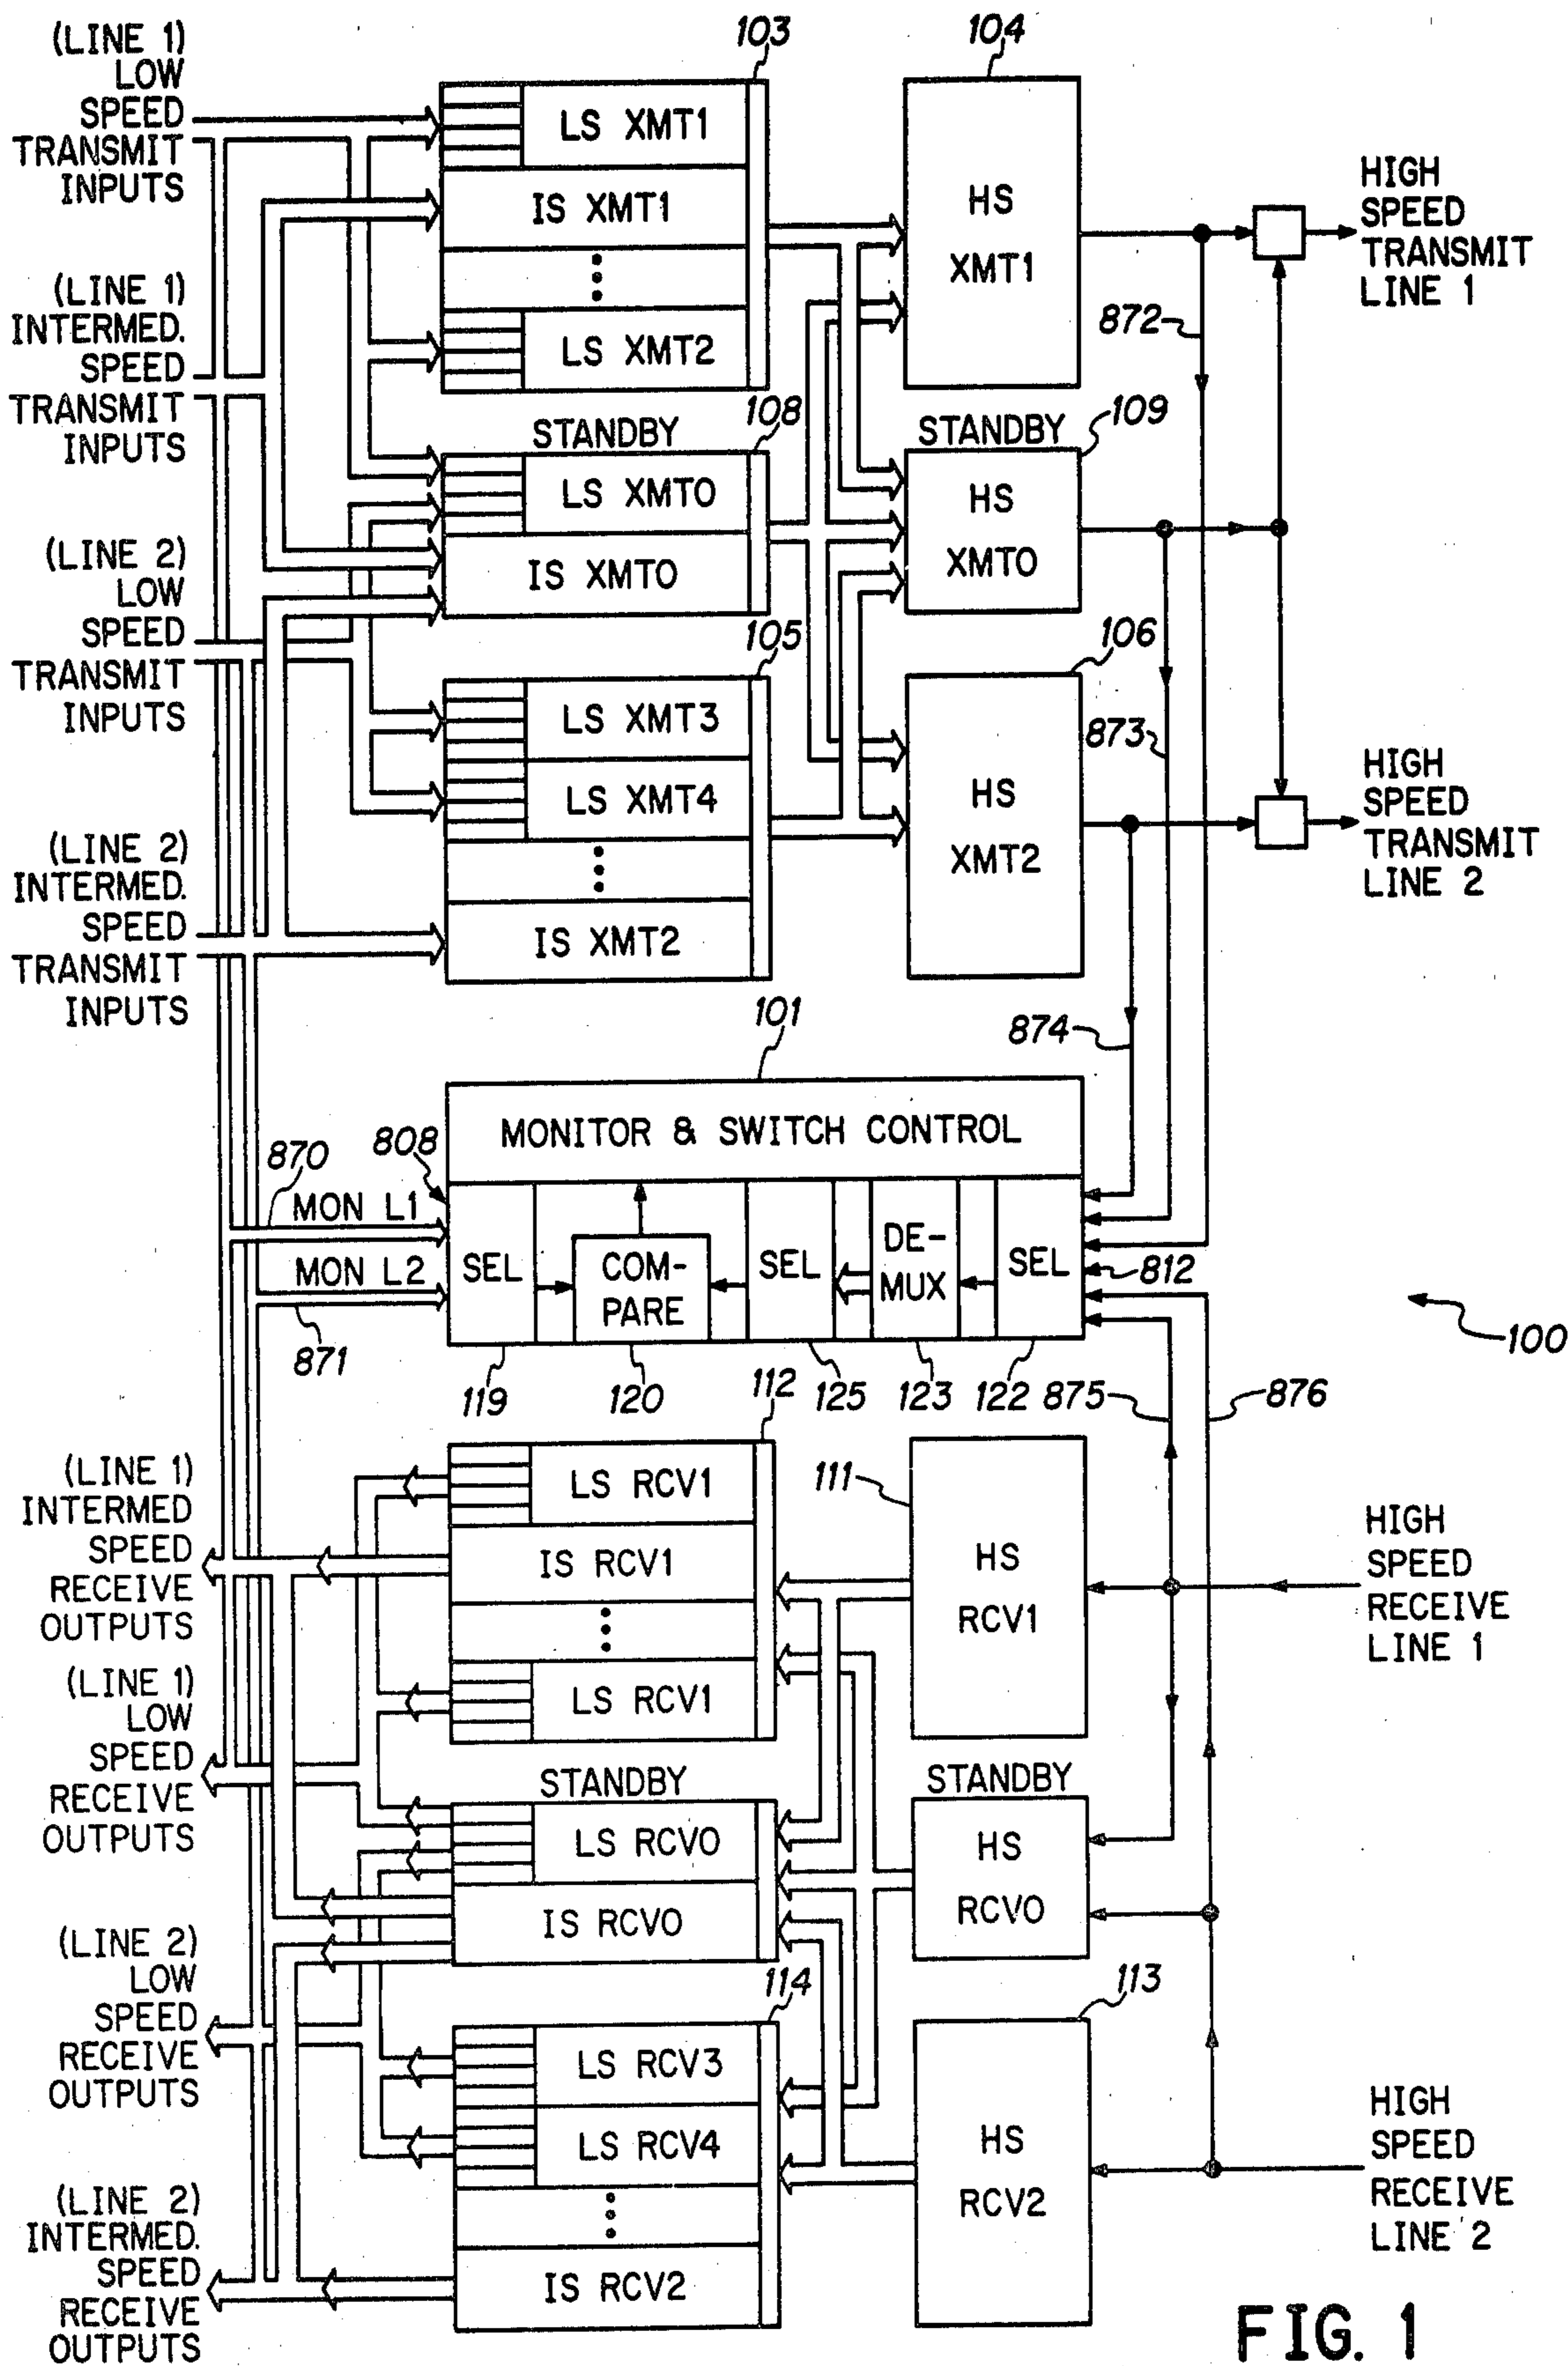 (LINE 1)
LOW
SPEED
TRANSMIT
INPUTS
(LINE 1)
INTERMED.
SPEED
TRANSMIT
INPUTS
(LINE 2)
LOW
SPEED
TRANSMIT
INPUTS
(LINE 2)
INTERMED.
SPEED
TRANSMIT
INPUTS
103
LS XMT1
IS XMT1
LS XMT2
STANDBY
108
LS XMT0
IS XMT0
105
LS XMT3
LS XMT4
IS XMT2
104
HS
XMT1
STANDBY
109
HS
XMT0
106
HS
XMT2
872
873
874
HIGH
SPEED
TRANSMIT
LINE 1
HIGH
SPEED
TRANSMIT
LINE 2
101
MONITOR & SWITCH CONTROL
808
870
MON L1
MON L2
871
SEL
COM-
PARE
SEL
DE-
MUX
SEL
812
119
120
125
123
122
100
875
876
(LINE 1)
INTERMED
SPEED
RECEIVE
OUTPUTS
(LINE 1)
LOW
SPEED
RECEIVE
OUTPUTS
(LINE 2)
LOW
SPEED
RECEIVE
OUTPUTS
(LINE 2)
INTERMED.
SPEED
RECEIVE
OUTPUTS
112
LS RCV1
IS RCV1
LS RCV1
STANDBY
LS RCV0
IS RCV0
114
LS RCV3
LS RCV4
IS RCV2
111
HS
RCV1
STANDBY
HS
RCV0
113
HS
RCV2
HIGH
SPEED
RECEIVE
LINE 1
HIGH
SPEED
RECEIVE
LINE 2
FIG. 1